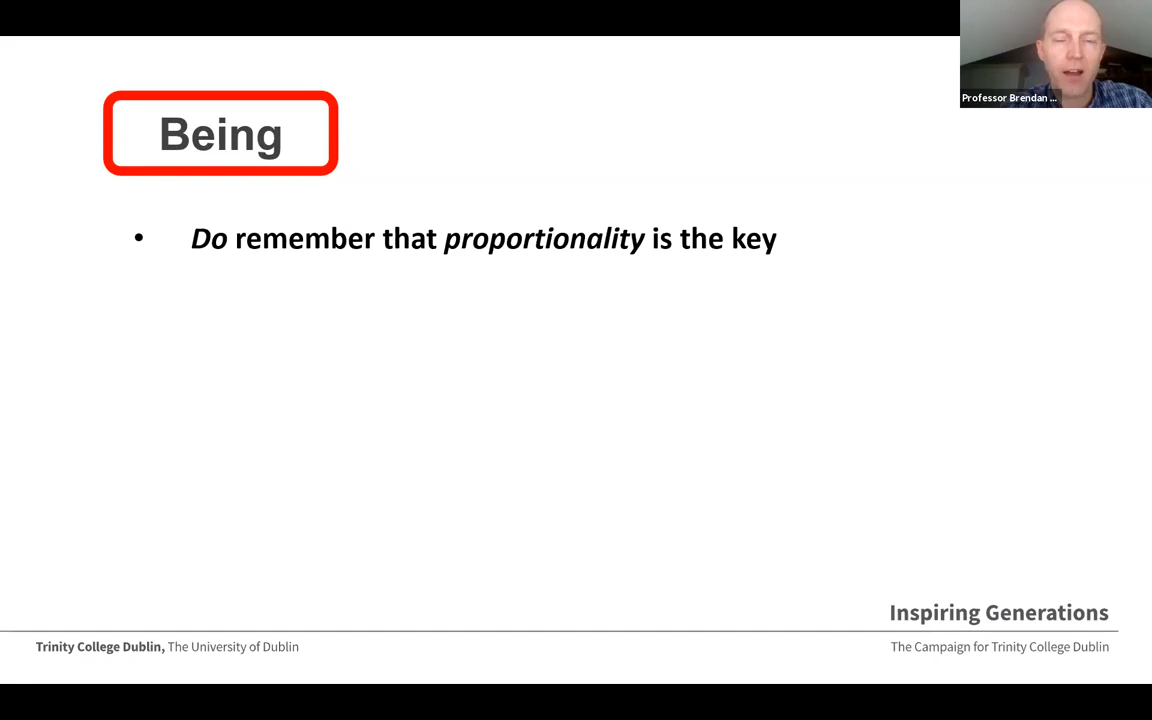 Professor Brendan ...
Being
• Do remember that proportionality is the key
Inspiring Generations
Trinity College Dublin, The University of Dublin
The Campaign for Trinity College Dublin